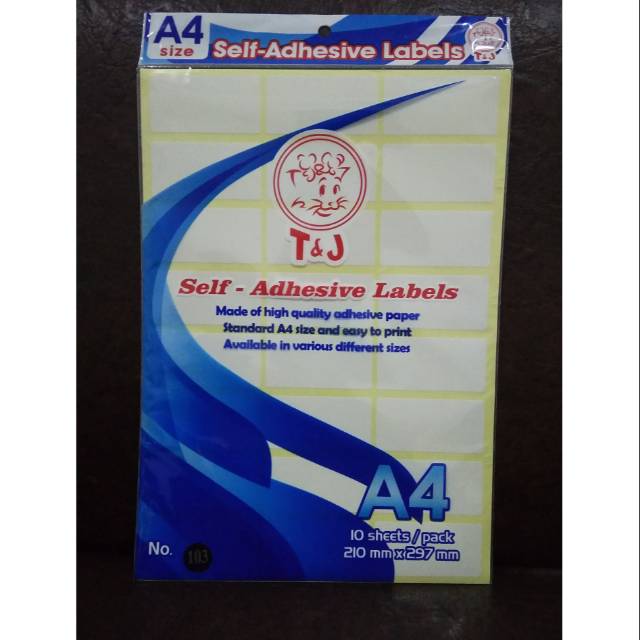 A4
size
Self-Adhesive Labels
T&J
T&J
Self - Adhesive Labels
Made of high quality adhesive paper
Standard A4 size and easy to print
Available in various different sizes
A4
10 sheets / pack
210 mm x 297 mm
No. 103